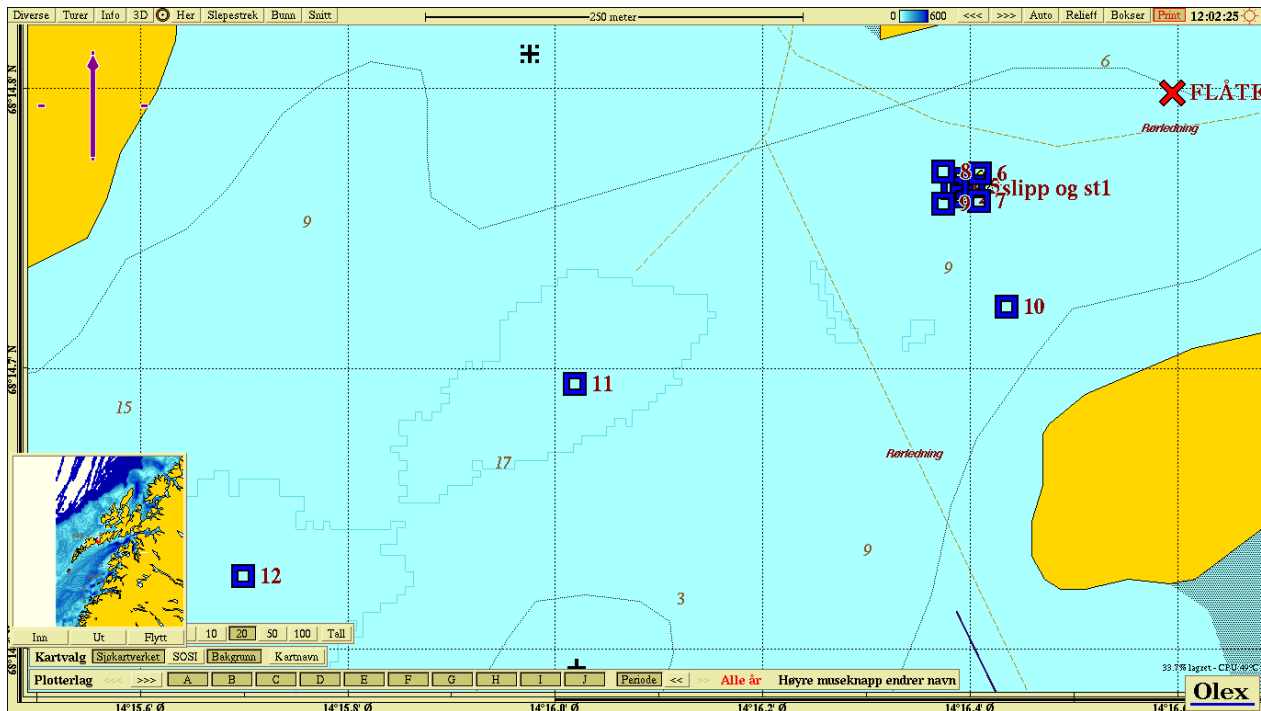 Diverse Turer Info 3D Her Slepestrek Bunn Snitt 250 meter 0 600 <<< >>> Auto Relieff Bokser Print 12:02:25
6
FLÅTE
68°14.8' N
Rørledning
8 6
slipp og st1
9 7
9
9
10
68°14.7' N
11
15
Rørledning
17
9
12
3
Inn Ut Flytt 10 20 50 100 Tall
Kartvalg Sjøkartverket SOSI Bakgrunn Kartnavn
33.7% lagret - CPU:49°C
Plotterlag <<< >>> A B C D E F G H I J Periode << >> Alle år Høyre museknapp endrer navn
Olex
14°15.6' Ø 14°15.8' Ø 14°16.0' Ø 14°16.2' Ø 14°16.4' Ø